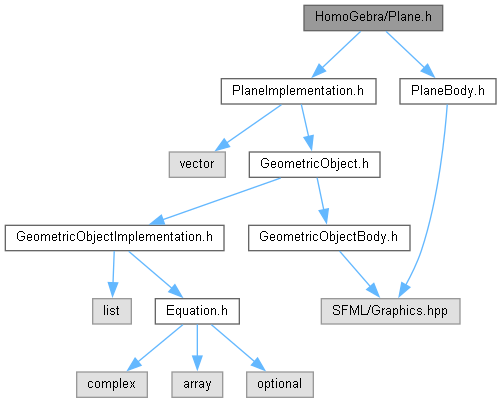 HomoGebra/Plane.h
PlaneImplementation.h
PlaneBody.h
vector
GeometricObject.h
GeometricObjectImplementation.h
GeometricObjectBody.h
list
Equation.h
SFML/Graphics.hpp
complex
array
optional